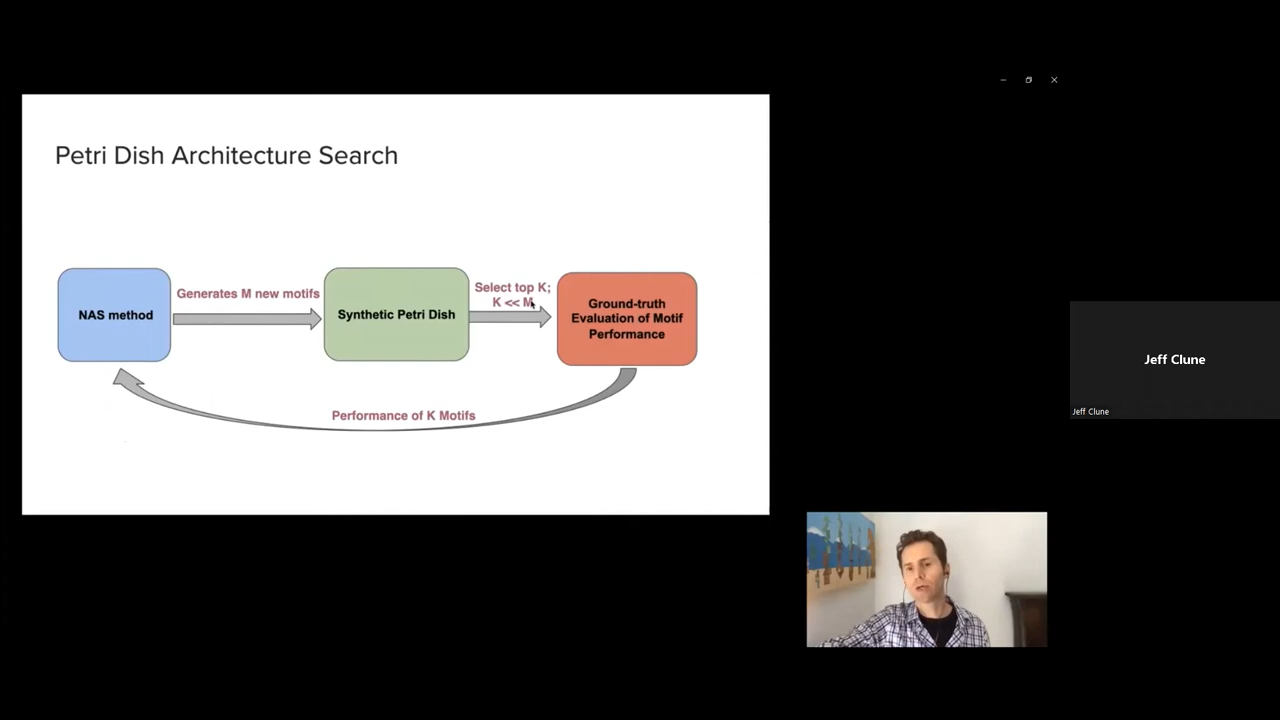 Petri Dish Architecture Search
NAS method
Generates M new motifs
Synthetic Petri Dish
Select top K;
K << M
Ground-truth
Evaluation of Motif
Performance
Performance of K Motifs
Jeff Clune
Jeff Clune